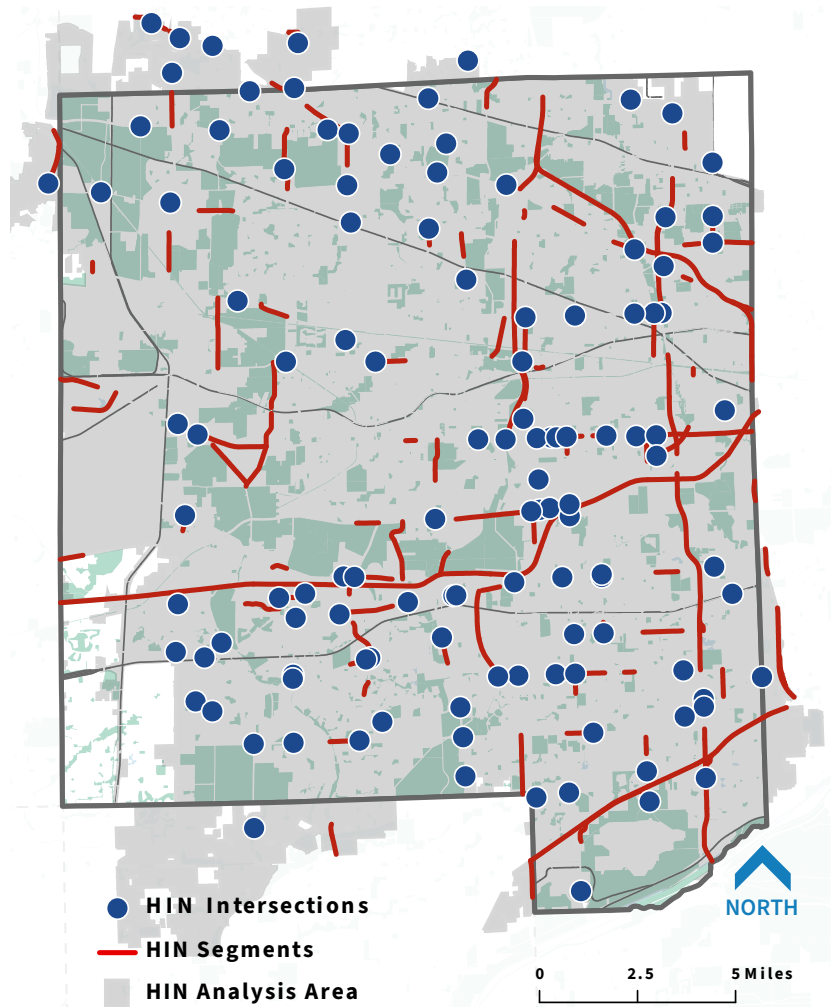 HIN Intersections
HIN Segments
HIN Analysis Area
NORTH
0 2.5 5 Miles